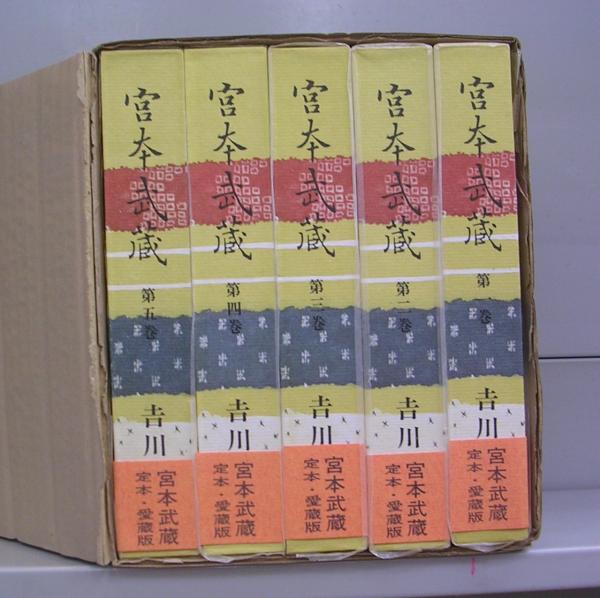 宮本武蔵
第五巻
吉川
宮本武蔵
定本・愛蔵版
宮本武蔵
第四巻
吉川
宮本武蔵
定本・愛蔵版
宮本武蔵
第三巻
吉川
宮本武蔵
定本・愛蔵版
宮本武蔵
第二巻
吉川
宮本武蔵
定本・愛蔵版
宮本武蔵
第一巻
吉川
宮本武蔵
定本・愛蔵版